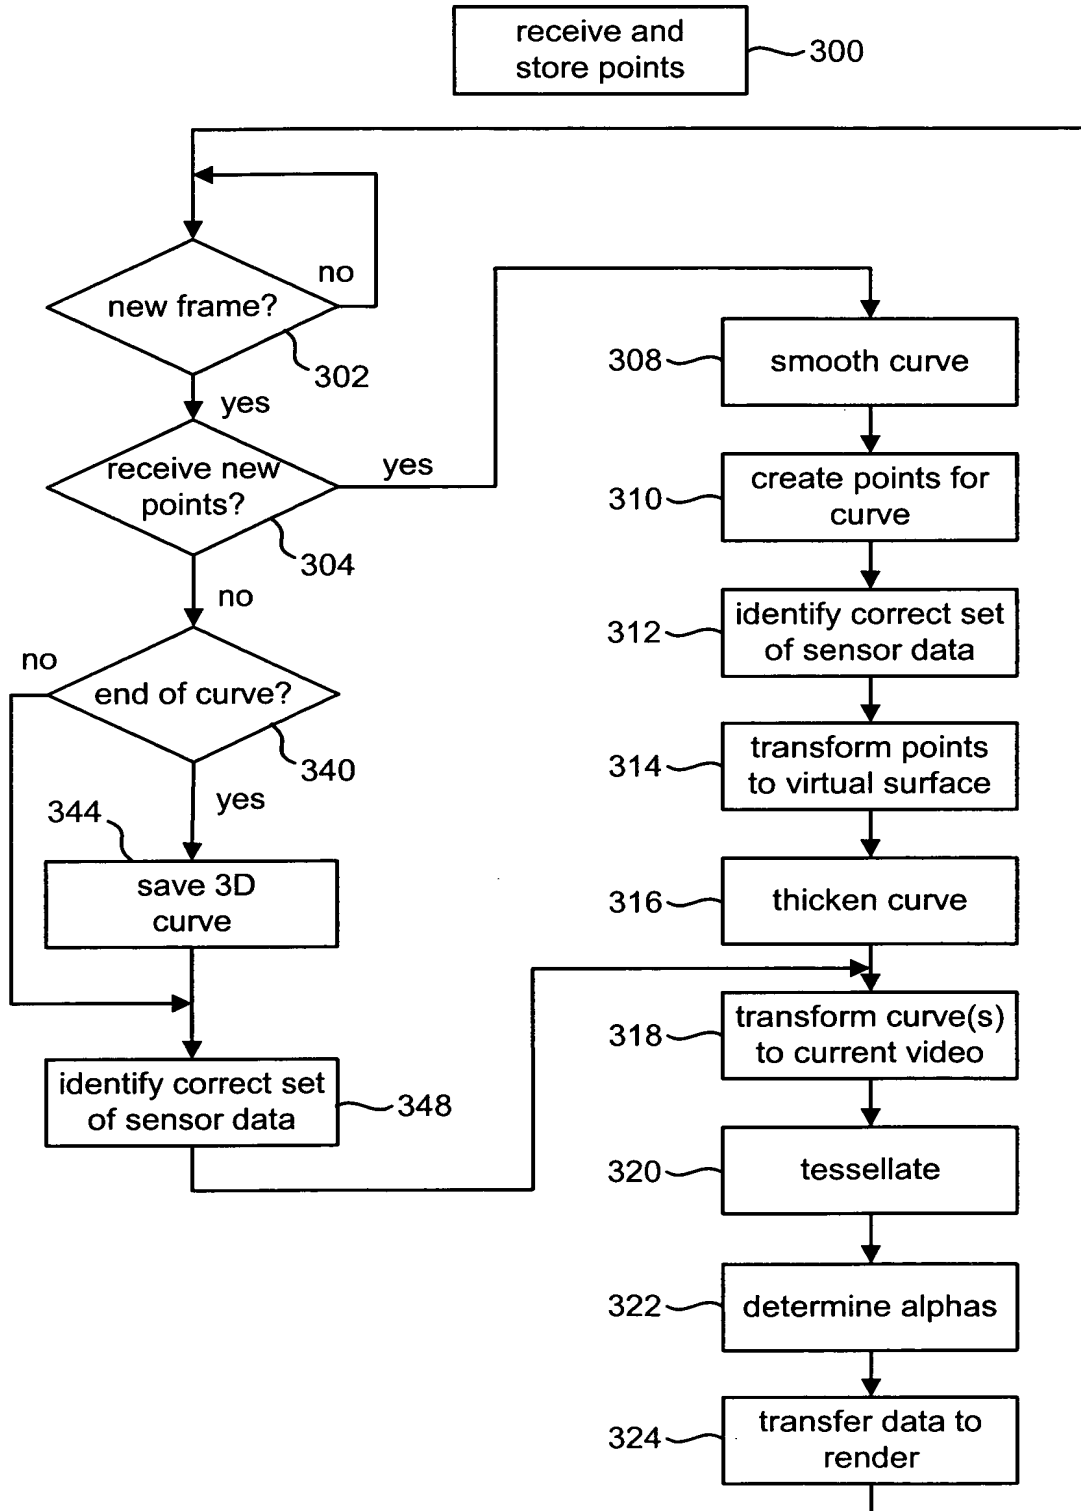 receive and
store points
300
new frame?
no
302
yes
receive new
points?
yes
304
no
end of curve?
no
340
yes
344
save 3D
curve
identify correct set
of sensor data
348
308
smooth curve
310
create points for
curve
312
identify correct set
of sensor data
314
transform points
to virtual surface
316
thicken curve
318
transform curve(s)
to current video
320
tessellate
322
determine alphas
324
transfer data to
render